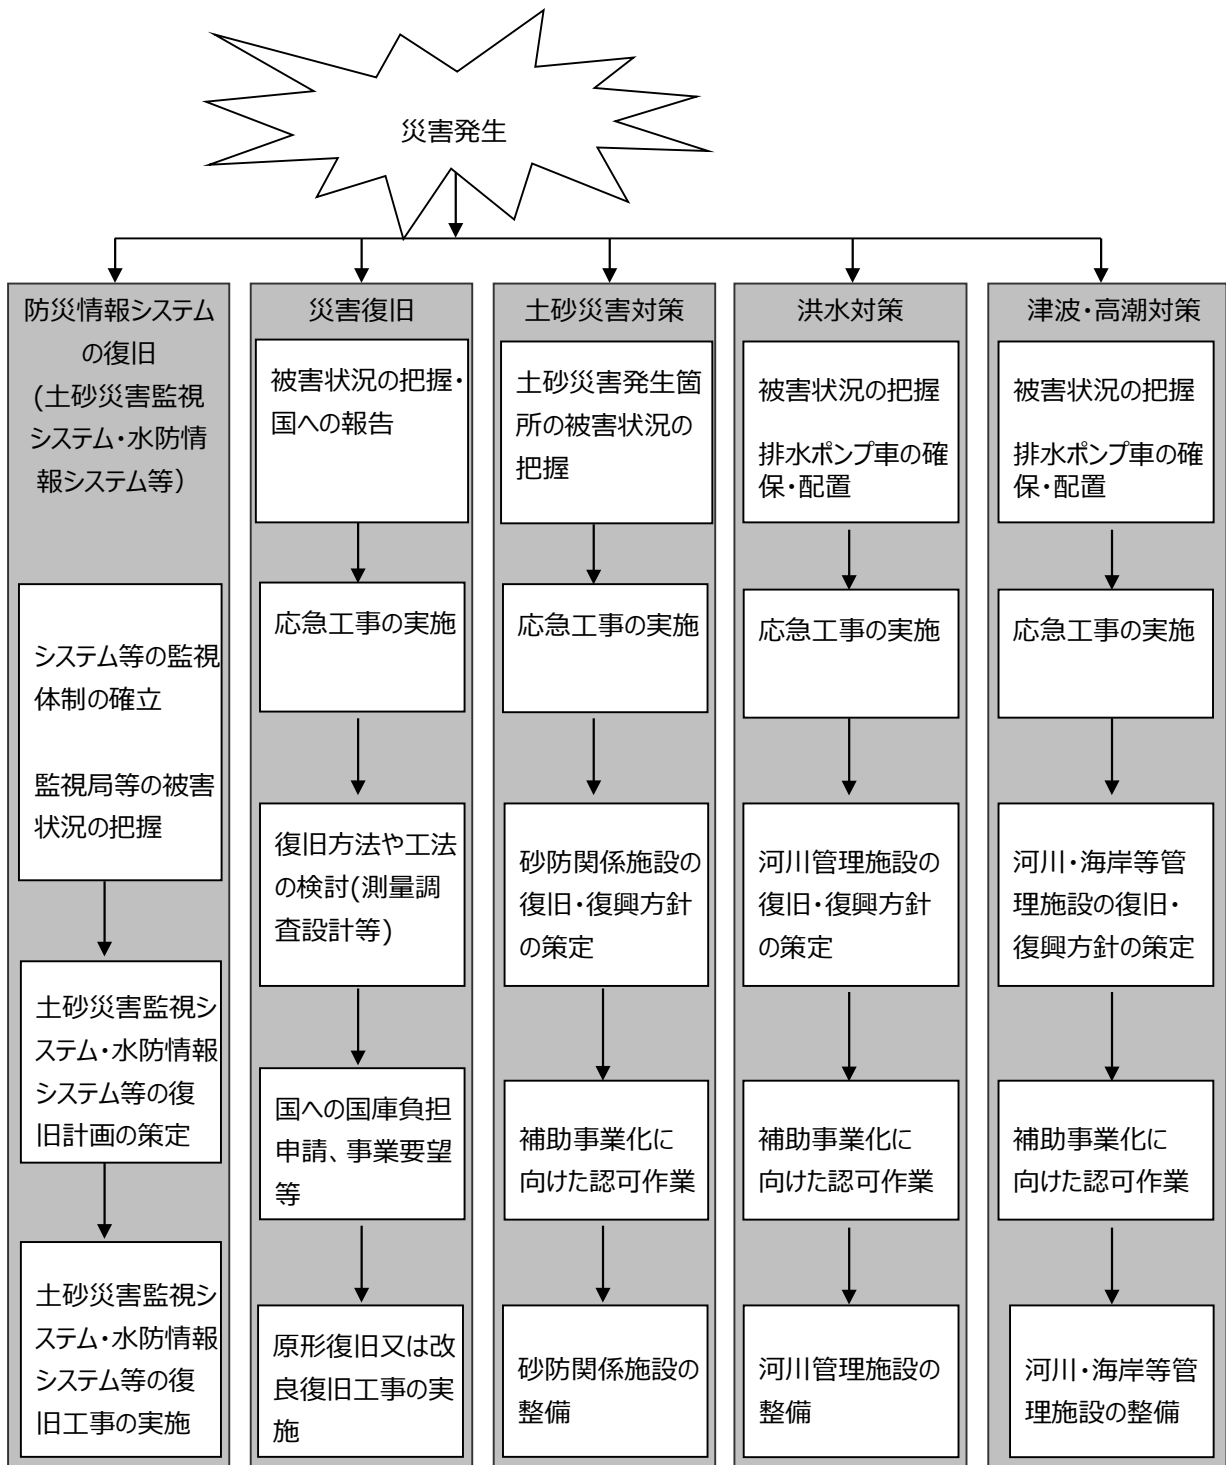 災害発生
防災情報システム
の復旧
(土砂災害監視
システム・水防情
報システム等)
システム等の監視
体制の確立
監視局等の被害
状況の把握
土砂災害監視シ
ステム・水防情報
システム等の復
旧計画の策定
土砂災害監視シ
ステム・水防情報
システム等の復
旧工事の実施
災害復旧
被害状況の把握・
国への報告
応急工事の実施
復旧方法や工法
の検討(測量調
査設計等)
国への国庫負担
申請、事業要望
等
原形復旧又は改
良復旧工事の実
施
土砂災害対策
土砂災害発生箇
所の被害状況の
把握
応急工事の実施
砂防関係施設の
復旧・復興方針
の策定
補助事業化に
向けた認可作業
砂防関係施設の
整備
洪水対策
被害状況の把握
排水ポンプ車の確
保・配置
応急工事の実施
河川管理施設の
復旧・復興方針
の策定
補助事業化に
向けた認可作業
河川管理施設の
整備
津波・高潮対策
被害状況の把握
排水ポンプ車の確
保・配置
応急工事の実施
河川・海岸等管
理施設の復旧・
復興方針の策定
補助事業化に
向けた認可作業
河川・海岸等管
理施設の整備